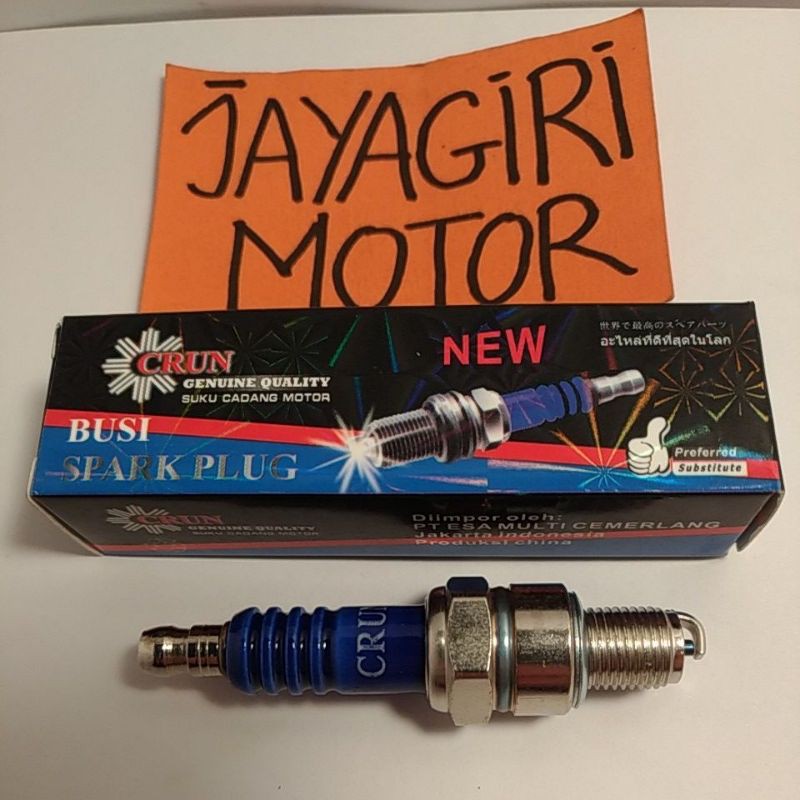 JAYAGIRI
MOTOR
CRUN
GENUINE QUALITY
SUKU CADANG MOTOR
NEW
世界で最高のスペアパーツ
อะไหล่ที่ดีที่สุดในโลก
BUSI
SPARK PLUG
Preferred
Substitute
CRUN
GENUINE QUALITY
SUKU CADANG MOTOR
Diimpor oleh:
PT ESA MULTI CEMERLANG
Jakarta indonesia
Produksi china
CRUN